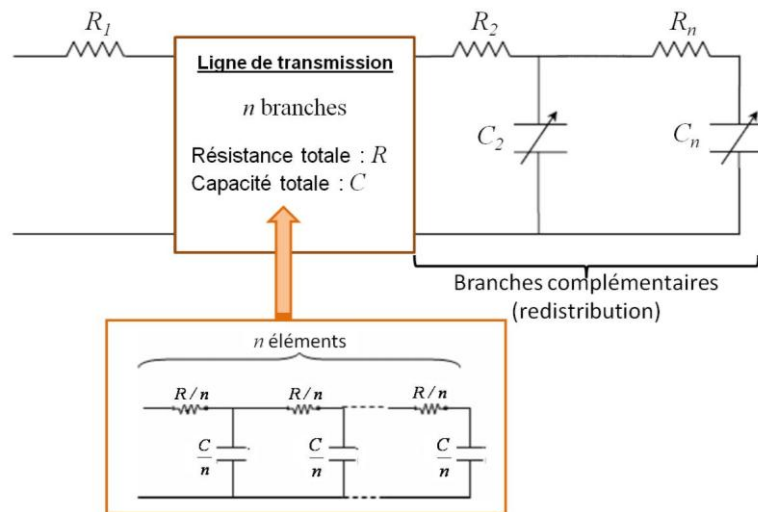 R₁
R₂
Rₙ
Ligne de transmission
n branches
Résistance totale : R
Capacité totale : C
C₂
Cₙ
Branches complémentaires
(redistribution)
n éléments
R/n
R/n
R/n
C/n
C/n
C/n